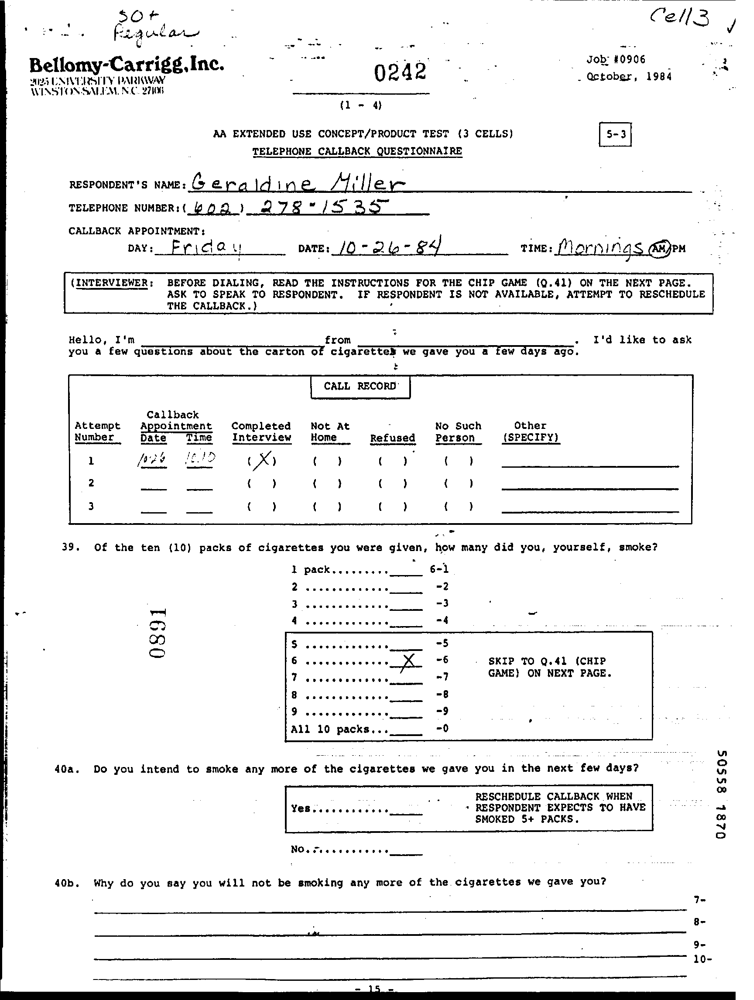 50+
Regular
Cell3
Bellomy-Carrigg, Inc.
2025 UNIVERSITY PARKWAY
WINSTON-SALEM, N.C. 27106
0242
Job #0906
October, 1984
(1 - 4)
AA EXTENDED USE CONCEPT/PRODUCT TEST (3 CELLS)
5-3
TELEPHONE CALLBACK QUESTIONNAIRE
RESPONDENT'S NAME: Geraldine Miller
TELEPHONE NUMBER: (602) 278-1535
CALLBACK APPOINTMENT:
DAY: Friday DATE: 10-26-84 TIME: Mornings AM/PM
(INTERVIEWER: BEFORE DIALING, READ THE INSTRUCTIONS FOR THE CHIP GAME (Q.41) ON THE NEXT PAGE.
ASK TO SPEAK TO RESPONDENT. IF RESPONDENT IS NOT AVAILABLE, ATTEMPT TO RESCHEDULE
THE CALLBACK.)
Hello, I'm ____ from ____. I'd like to ask
you a few questions about the carton of cigarettes we gave you a few days ago.
CALL RECORD
Callback
Attempt Appointment Completed Not At No Such Other
Number Date Time Interview Home Refused Person (SPECIFY)
1 10-26 10:10 (X) ( ) ( ) ( )
2 ( ) ( ) ( ) ( )
3 ( ) ( ) ( ) ( )
39. Of the ten (10) packs of cigarettes you were given, how many did you, yourself, smoke?
1 pack......... 6-1
2 ............. -2
3 ............. -3
4 ............. -4
5 ............. -5
6 ............. X -6 SKIP TO Q.41 (CHIP
7 ............. -7 GAME) ON NEXT PAGE.
8 ............. -8
9 ............. -9
All 10 packs... -0
0891
40a. Do you intend to smoke any more of the cigarettes we gave you in the next few days?
RESCHEDULE CALLBACK WHEN
Yes............ RESPONDENT EXPECTS TO HAVE
SMOKED 5+ PACKS.
No.............
50558 1870
40b. Why do you say you will not be smoking any more of the cigarettes we gave you?
7-
8-
9-
10-
- 15 -